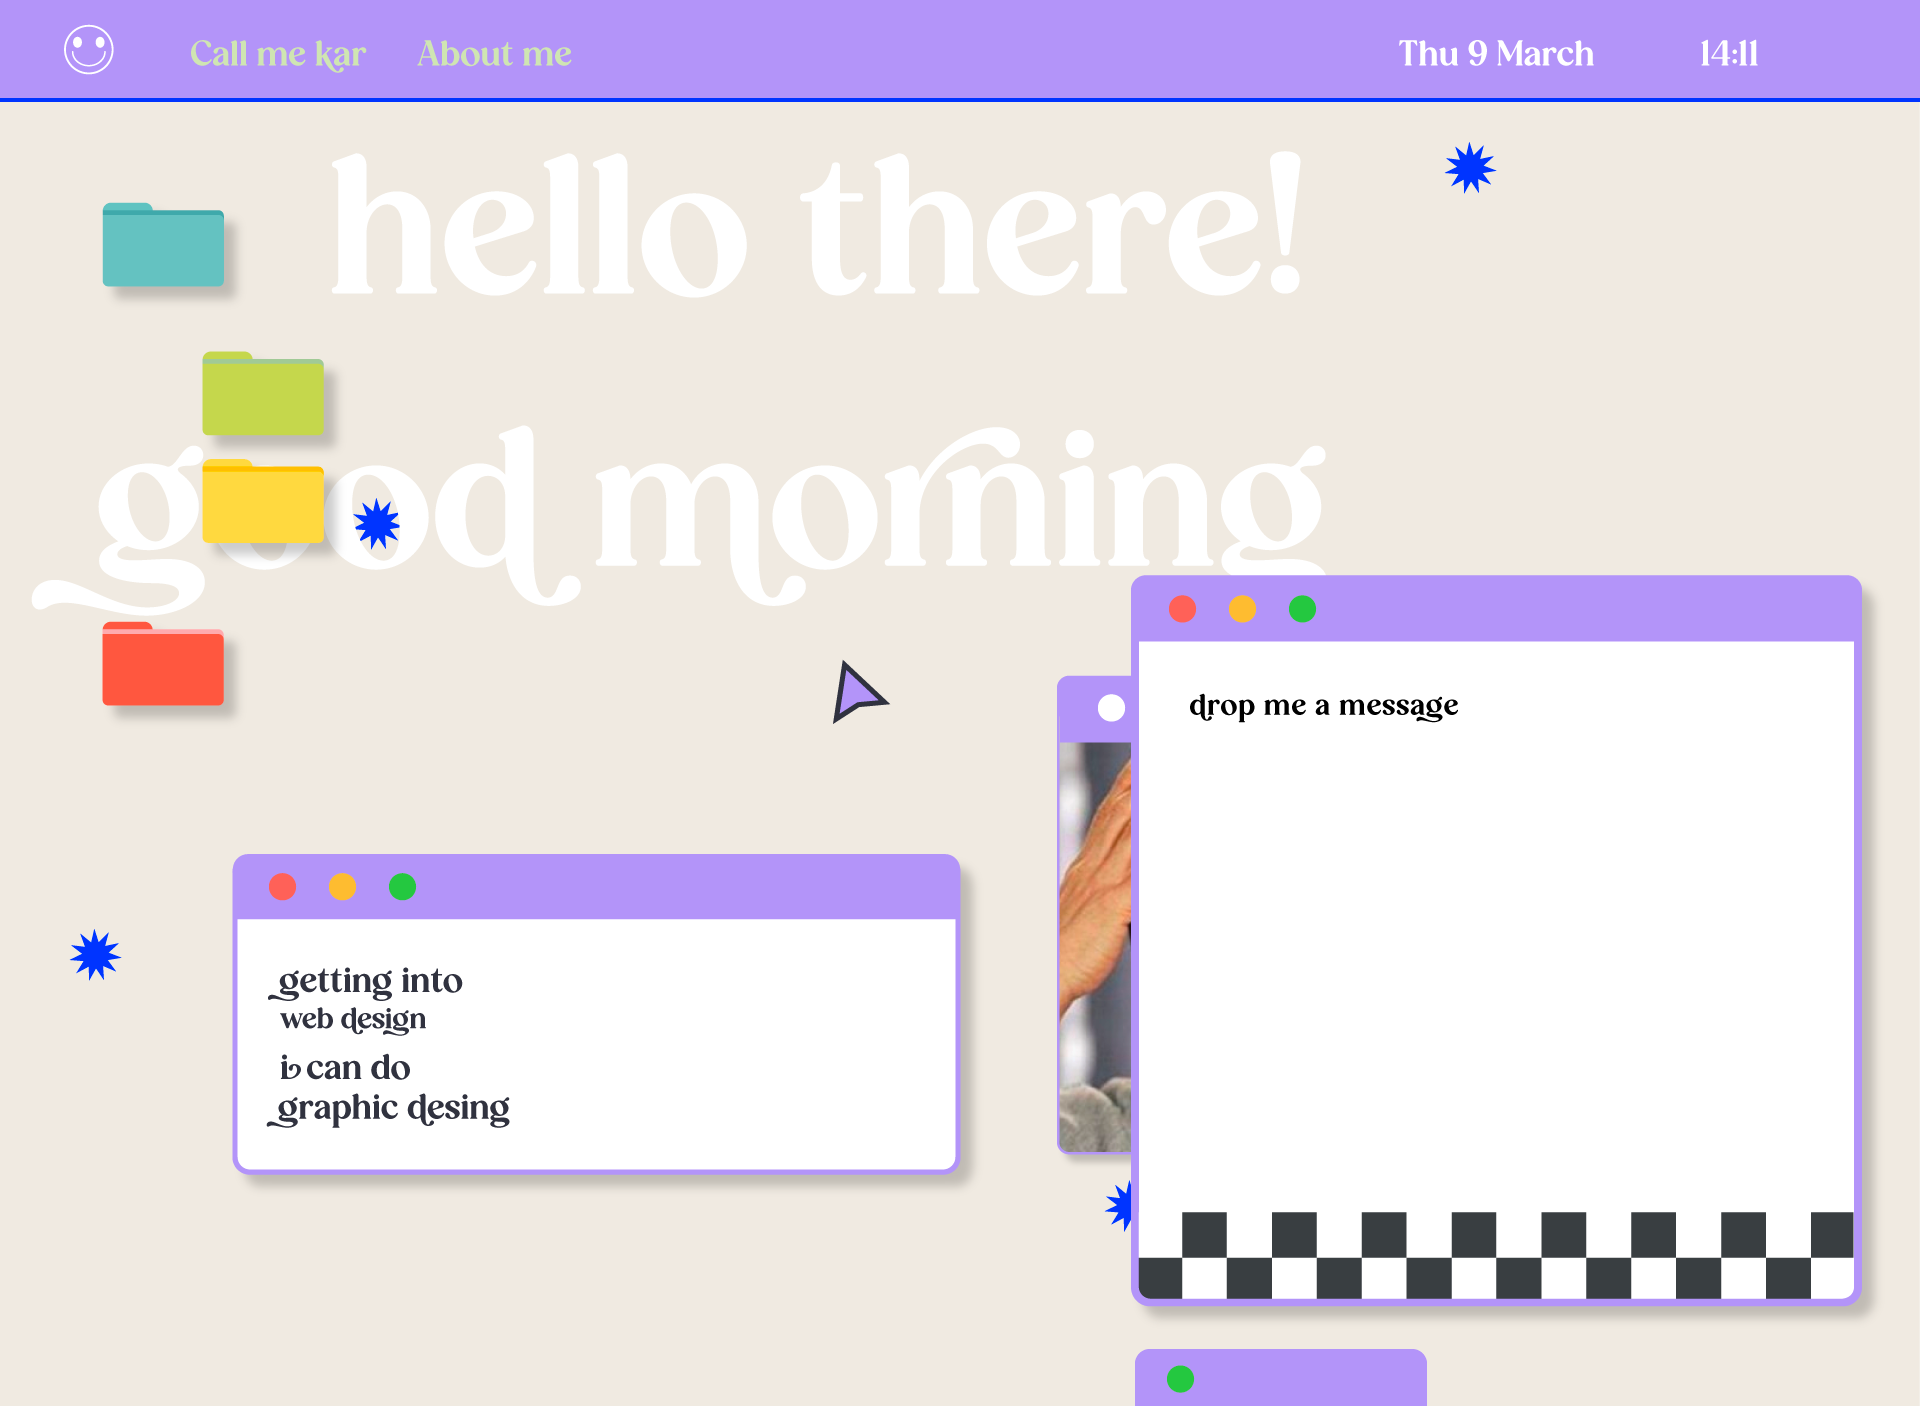 Call me kar
About me
Thu 9 March
14:11
hello there!
good morning
drop me a message
getting into
web design
i can do
graphic desing